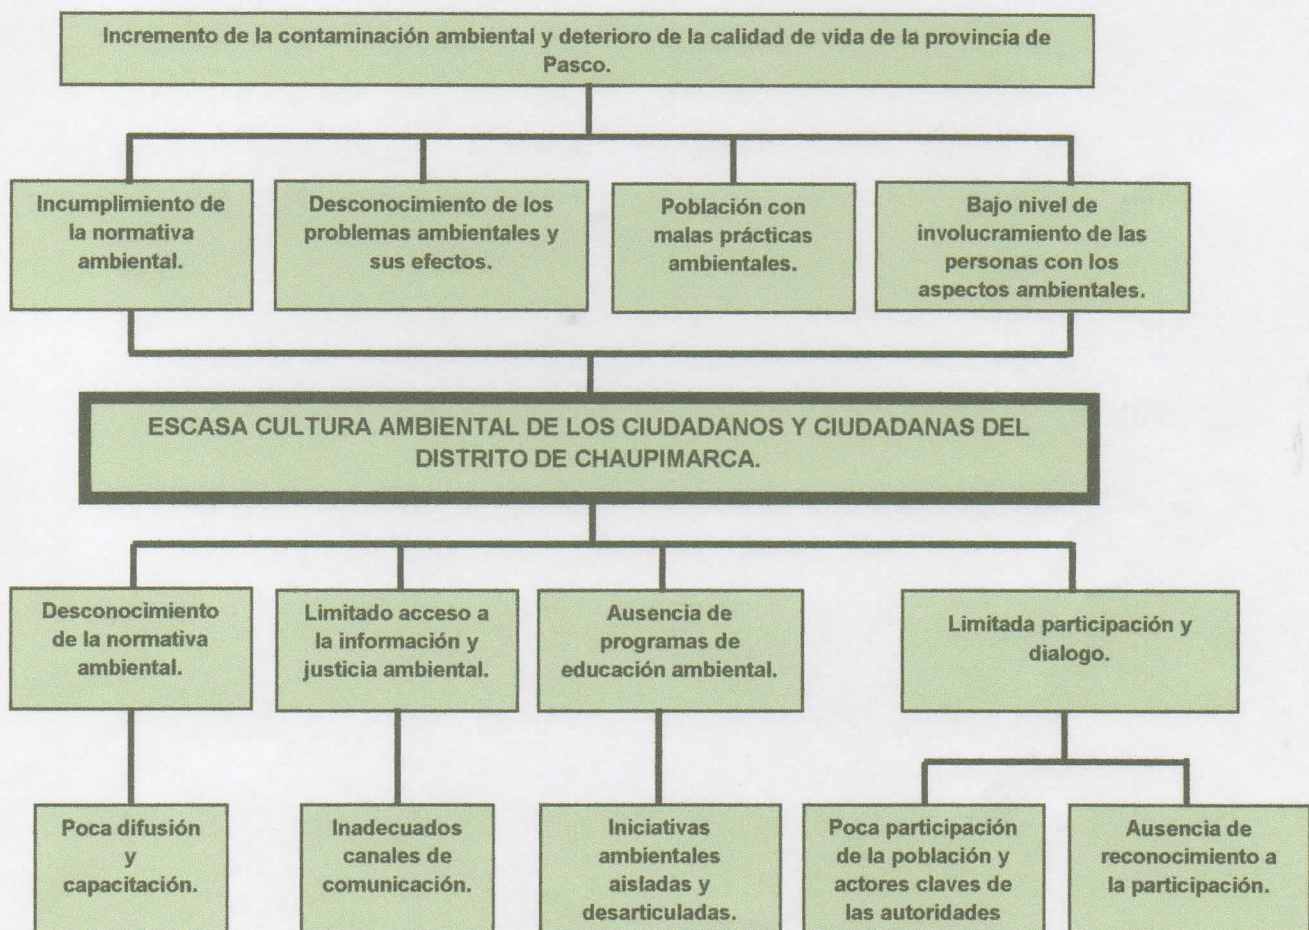 Incremento de la contaminación ambiental y deterioro de la calidad de vida de la provincia de
Pasco.
Incumplimiento de
la normativa
ambiental.
Desconocimiento de los
problemas ambientales y
sus efectos.
Población con
malas prácticas
ambientales.
Bajo nivel de
involucramiento de las
personas con los
aspectos ambientales.
ESCASA CULTURA AMBIENTAL DE LOS CIUDADANOS Y CIUDADANAS DEL
DISTRITO DE CHAUPIMARCA.
Desconocimiento
de la normativa
ambiental.
Limitado acceso a
la información y
justicia ambiental.
Ausencia de
programas de
educación ambiental.
Limitada participación y
dialogo.
Poca difusión
y
capacitación.
Inadecuados
canales de
comunicación.
Iniciativas
ambientales
aisladas y
desarticuladas.
Poca participación
de la población y
actores claves de
las autoridades
Ausencia de
reconocimiento a
la participación.